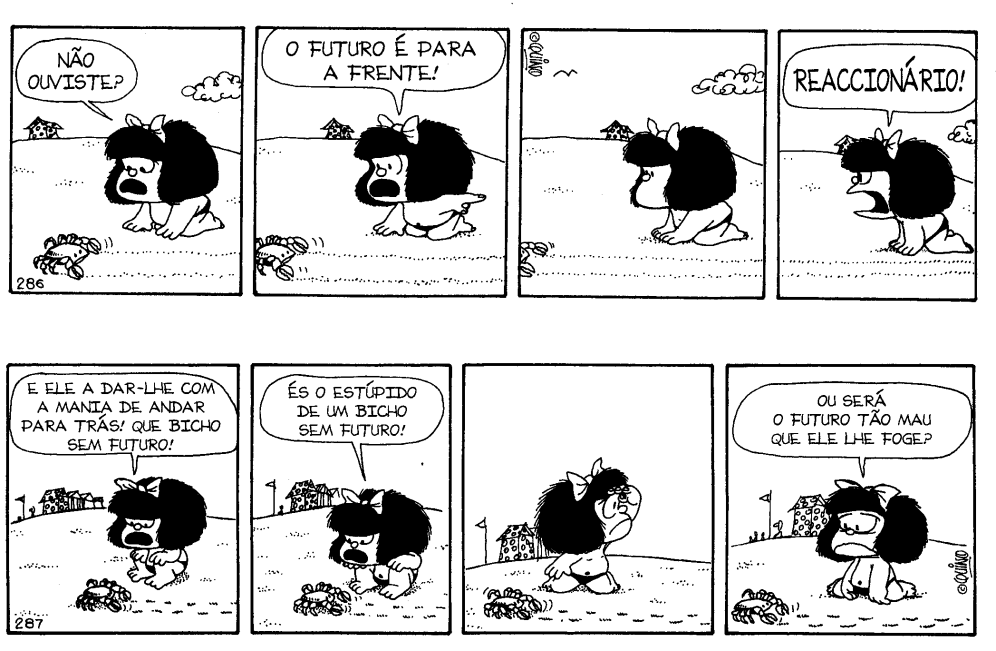 NÃO
OUVISTE?
O FUTURO É PARA
A FRENTE!
©QUINO
REACCIONÁRIO!
286
E ELE A DAR-LHE COM
A MANIA DE ANDAR
PARA TRÁS! QUE BICHO
SEM FUTURO!
ÉS O ESTÚPIDO
DE UM BICHO
SEM FUTURO!
OU SERÁ
O FUTURO TÃO MAU
QUE ELE LHE FOGE?
©QUINO
287